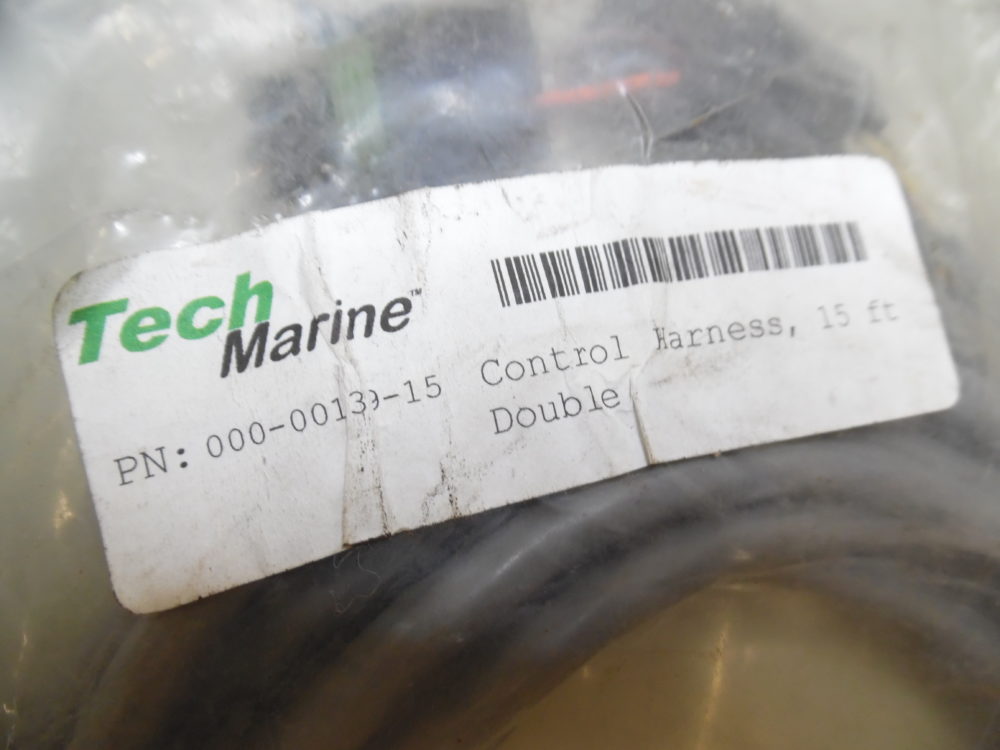 Tech
Marine™
PN: 000-00139-15
Control Harness, 15 ft
Double